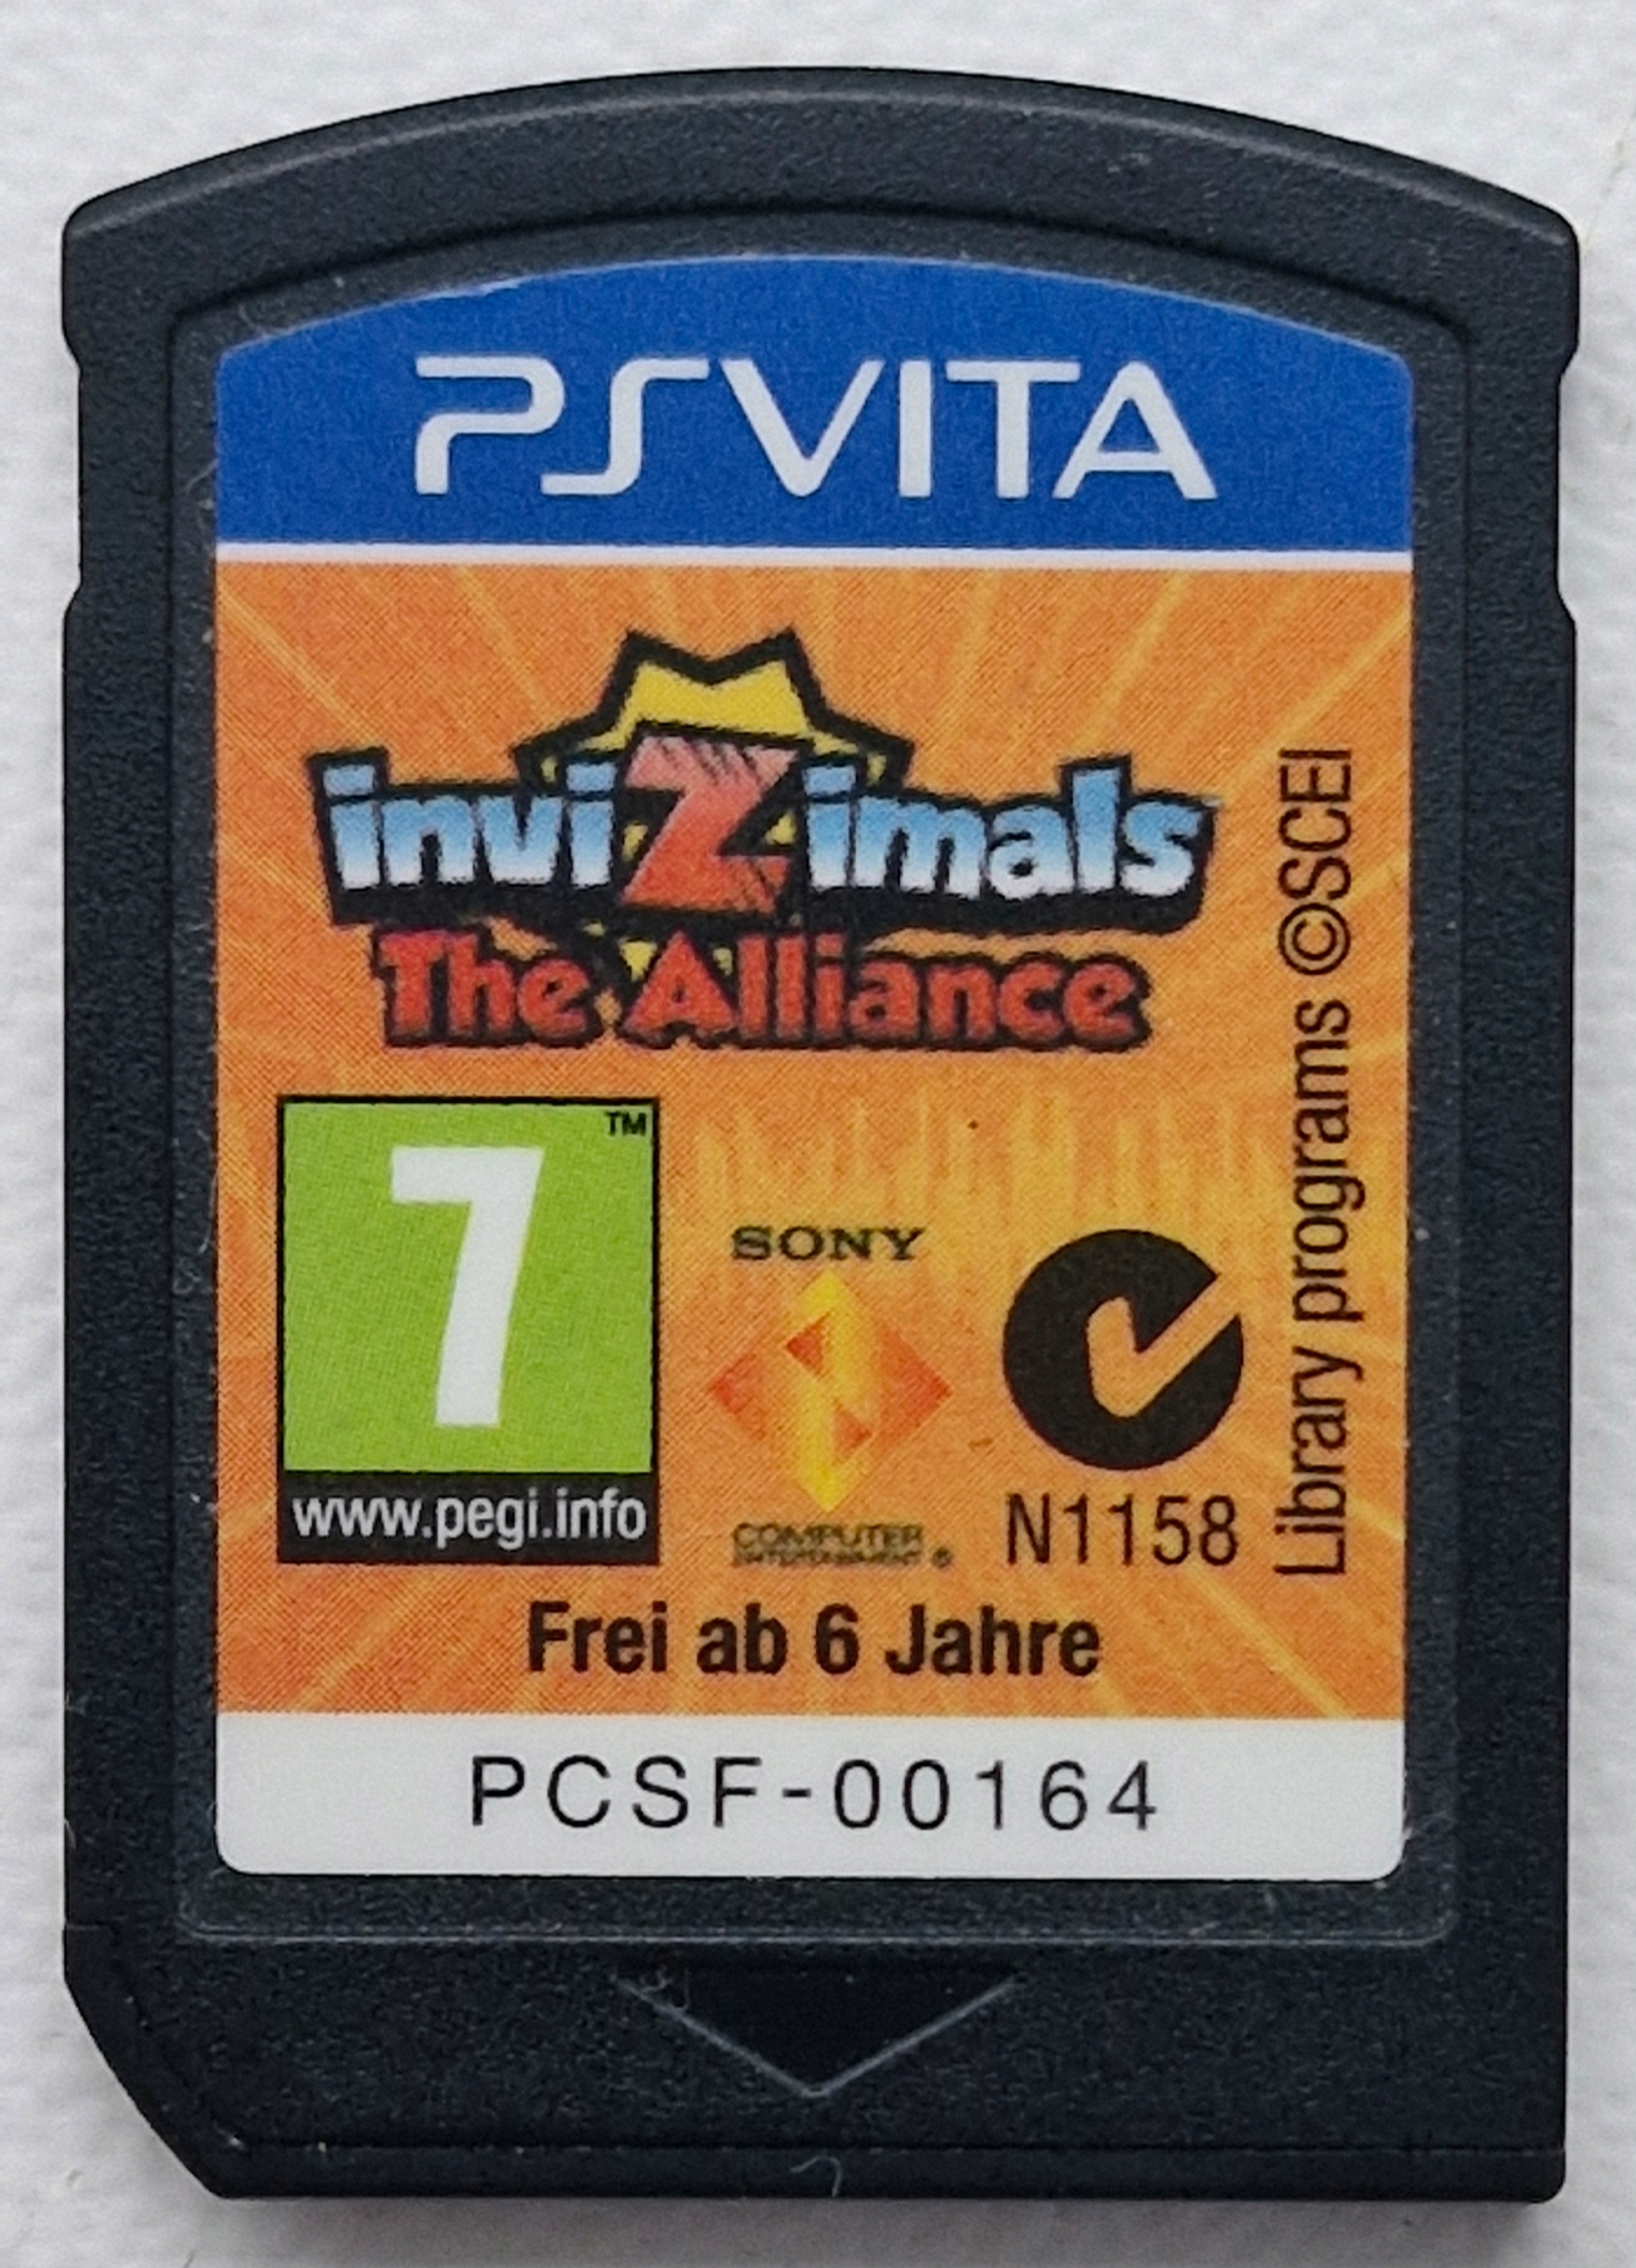 PSVITA
inviZimals
The Alliance
7 TM
www.pegi.info
SONY
COMPUTER
ENTERTAINMENT ®
N1158
Library programs ©SCEI
Frei ab 6 Jahre
PCSF-00164